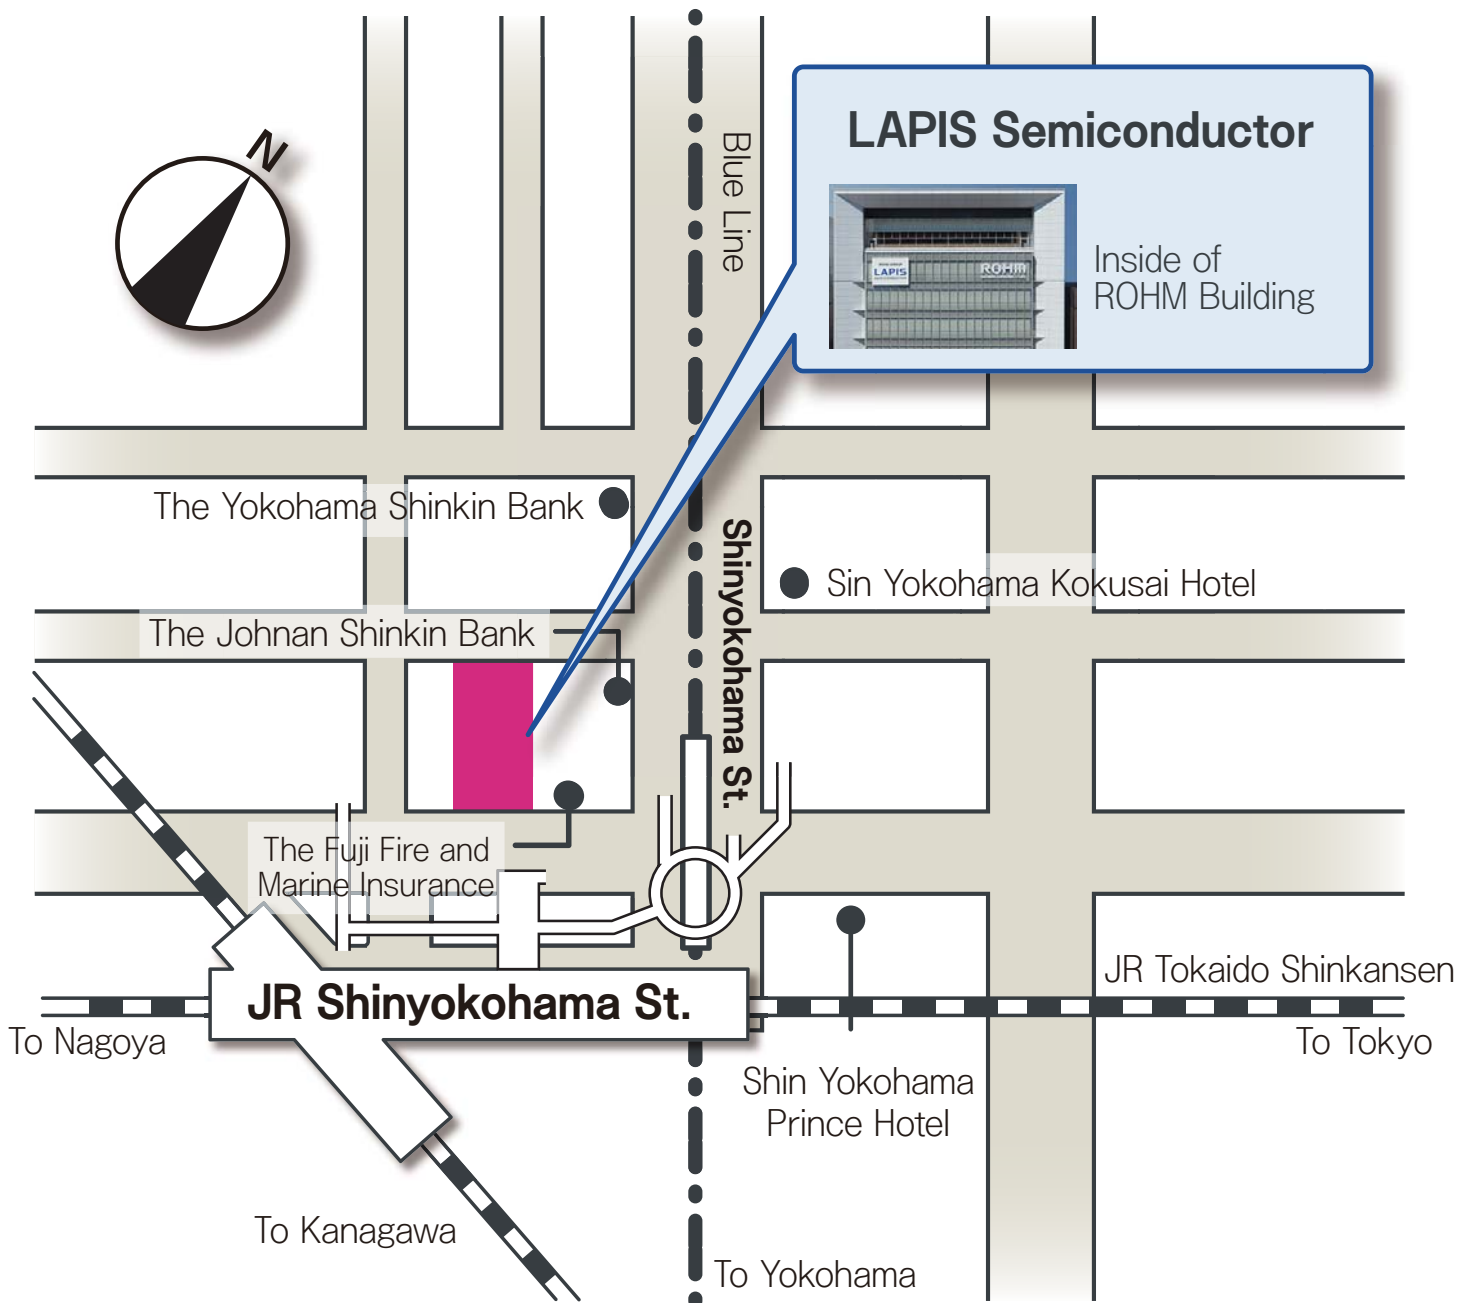 N
Blue Line
LAPIS Semiconductor
LAPIS
ROHM
Inside of
ROHM Building
The Yokohama Shinkin Bank
Shinyokohama St.
Sin Yokohama Kokusai Hotel
The Johnan Shinkin Bank
The Fuji Fire and
Marine Insurance
JR Shinyokohama St.
JR Tokaido Shinkansen
To Nagoya
To Tokyo
Shin Yokohama
Prince Hotel
To Kanagawa
To Yokohama